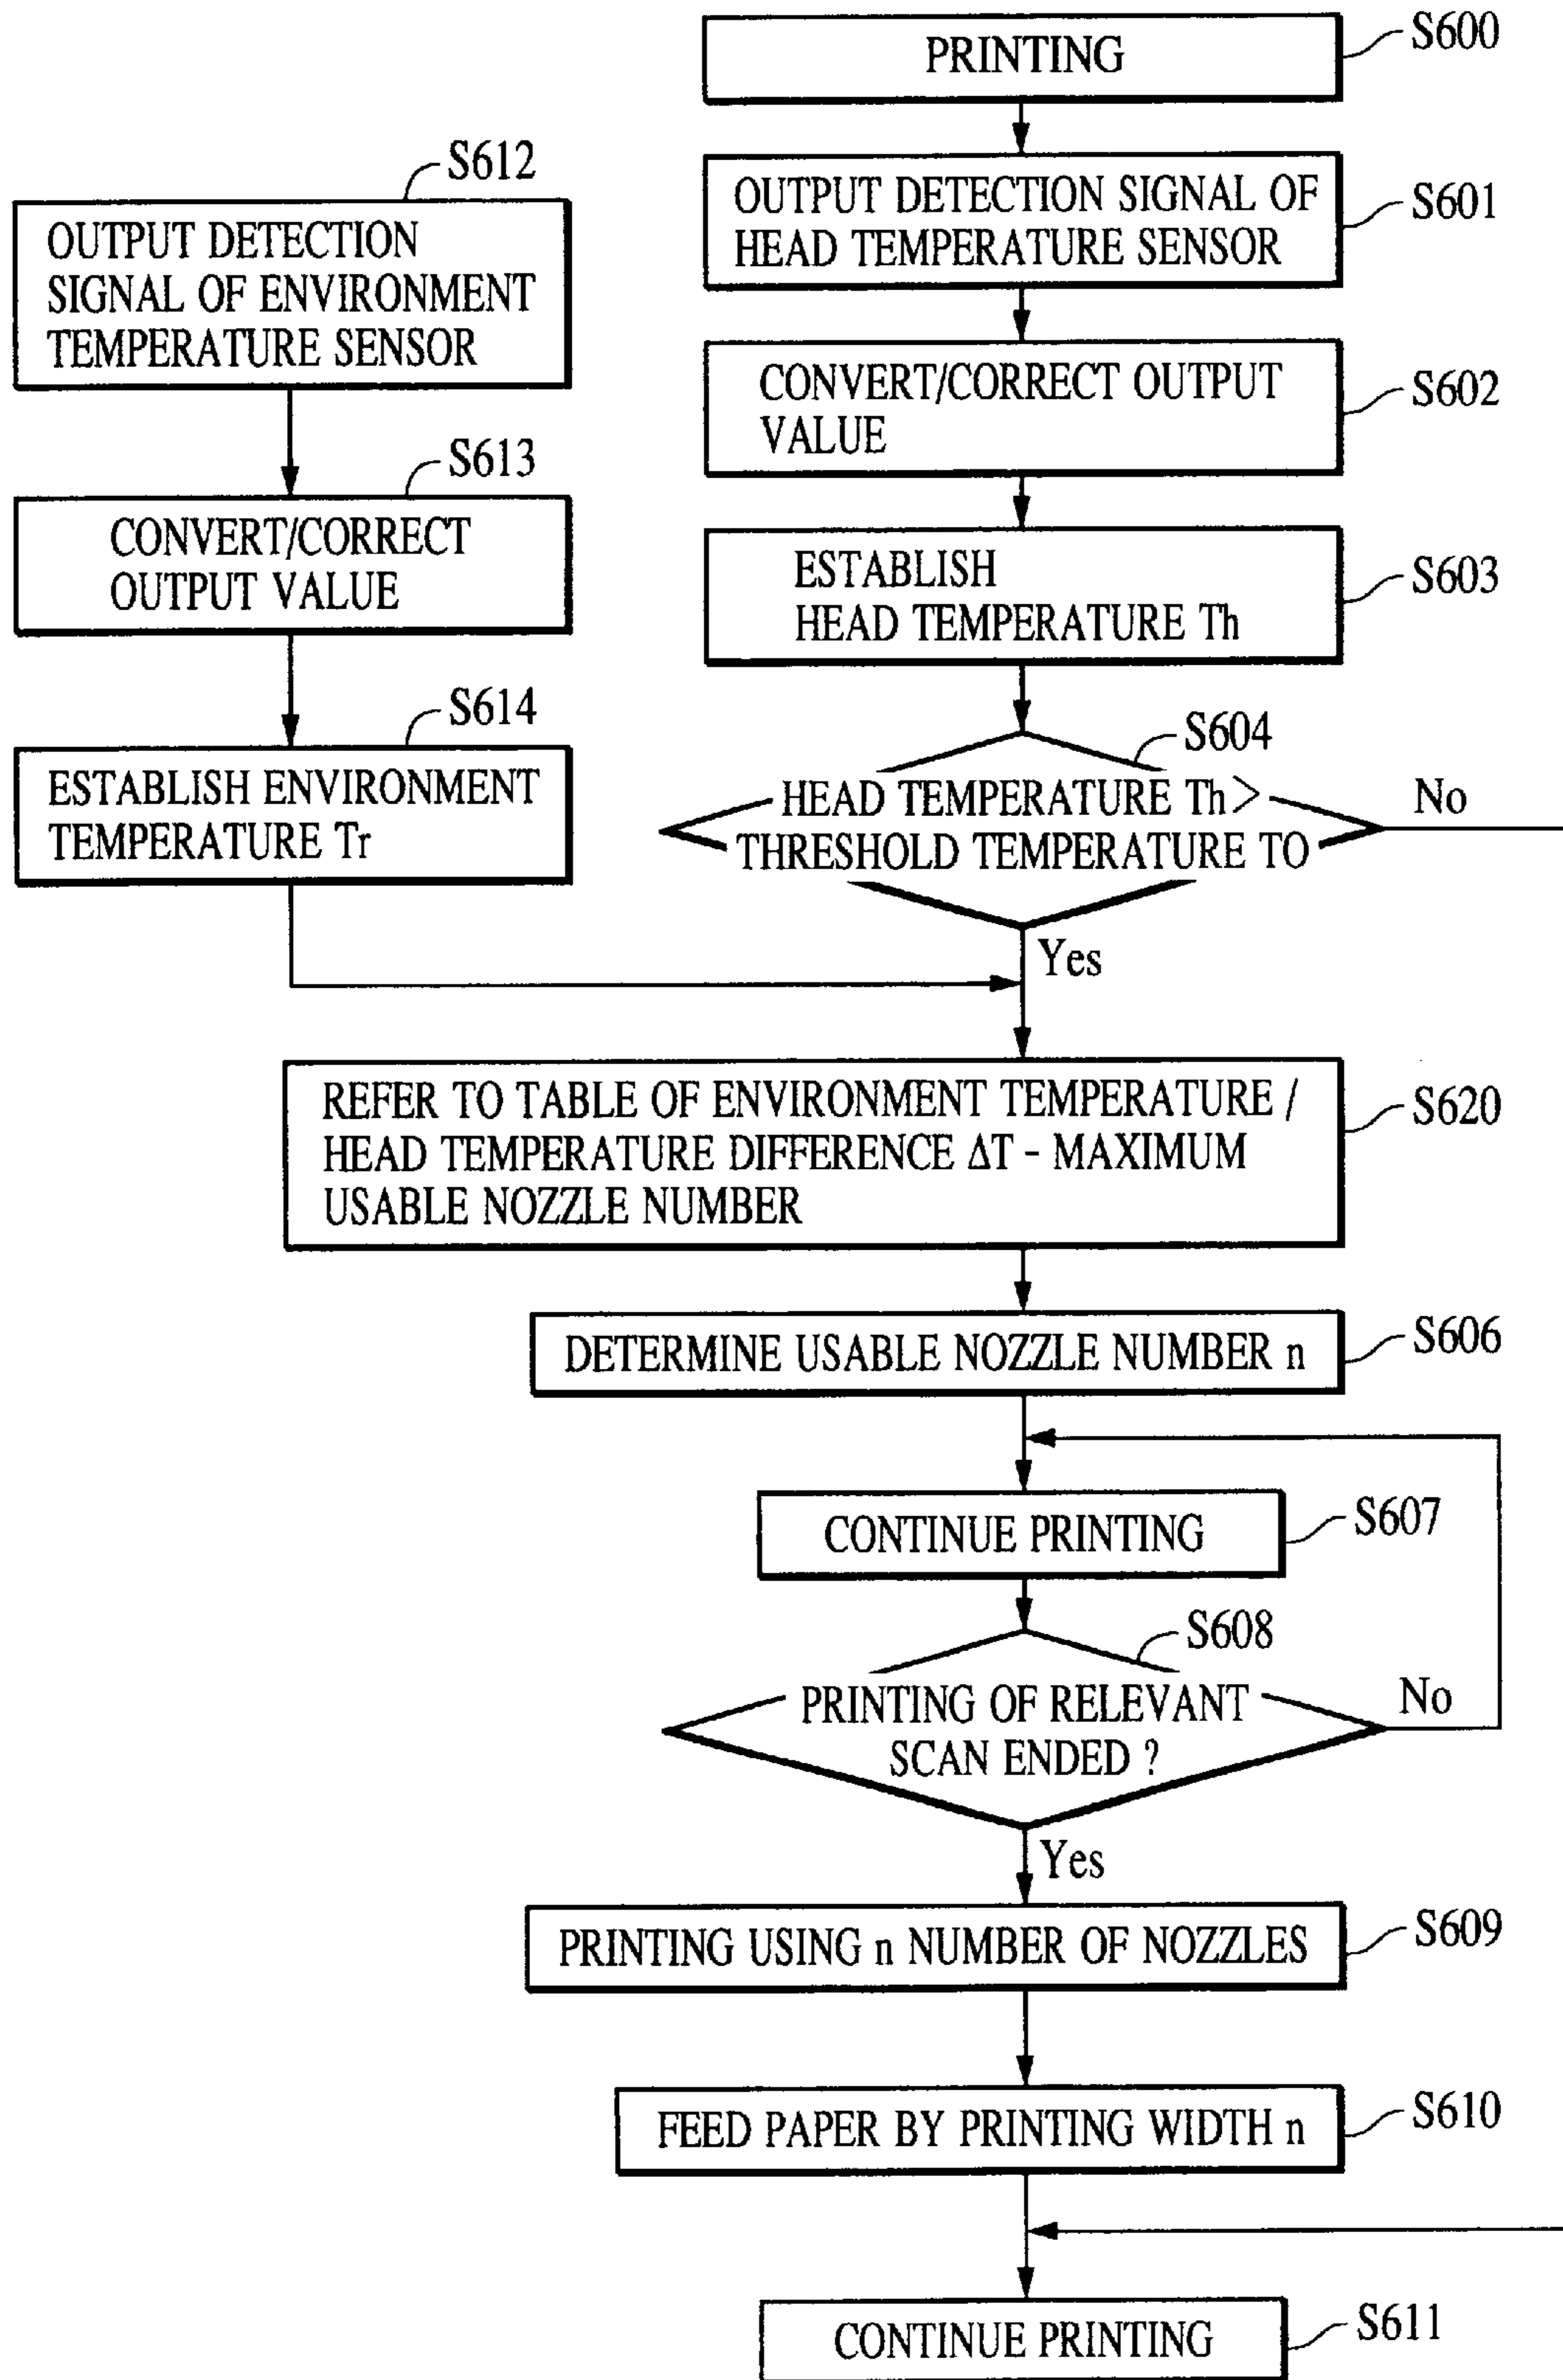 PRINTING
S600
OUTPUT DETECTION SIGNAL OF
HEAD TEMPERATURE SENSOR
S601
CONVERT/CORRECT OUTPUT
VALUE
S602
ESTABLISH
HEAD TEMPERATURE Th
S603
S604
HEAD TEMPERATURE Th >
THRESHOLD TEMPERATURE TO
No
Yes
S612
OUTPUT DETECTION
SIGNAL OF ENVIRONMENT
TEMPERATURE SENSOR
S613
CONVERT/CORRECT
OUTPUT VALUE
S614
ESTABLISH ENVIRONMENT
TEMPERATURE Tr
REFER TO TABLE OF ENVIRONMENT TEMPERATURE /
HEAD TEMPERATURE DIFFERENCE ΔT - MAXIMUM
USABLE NOZZLE NUMBER
S620
DETERMINE USABLE NOZZLE NUMBER n
S606
CONTINUE PRINTING
S607
S608
PRINTING OF RELEVANT
SCAN ENDED ?
No
Yes
PRINTING USING n NUMBER OF NOZZLES
S609
FEED PAPER BY PRINTING WIDTH n
S610
CONTINUE PRINTING
S611